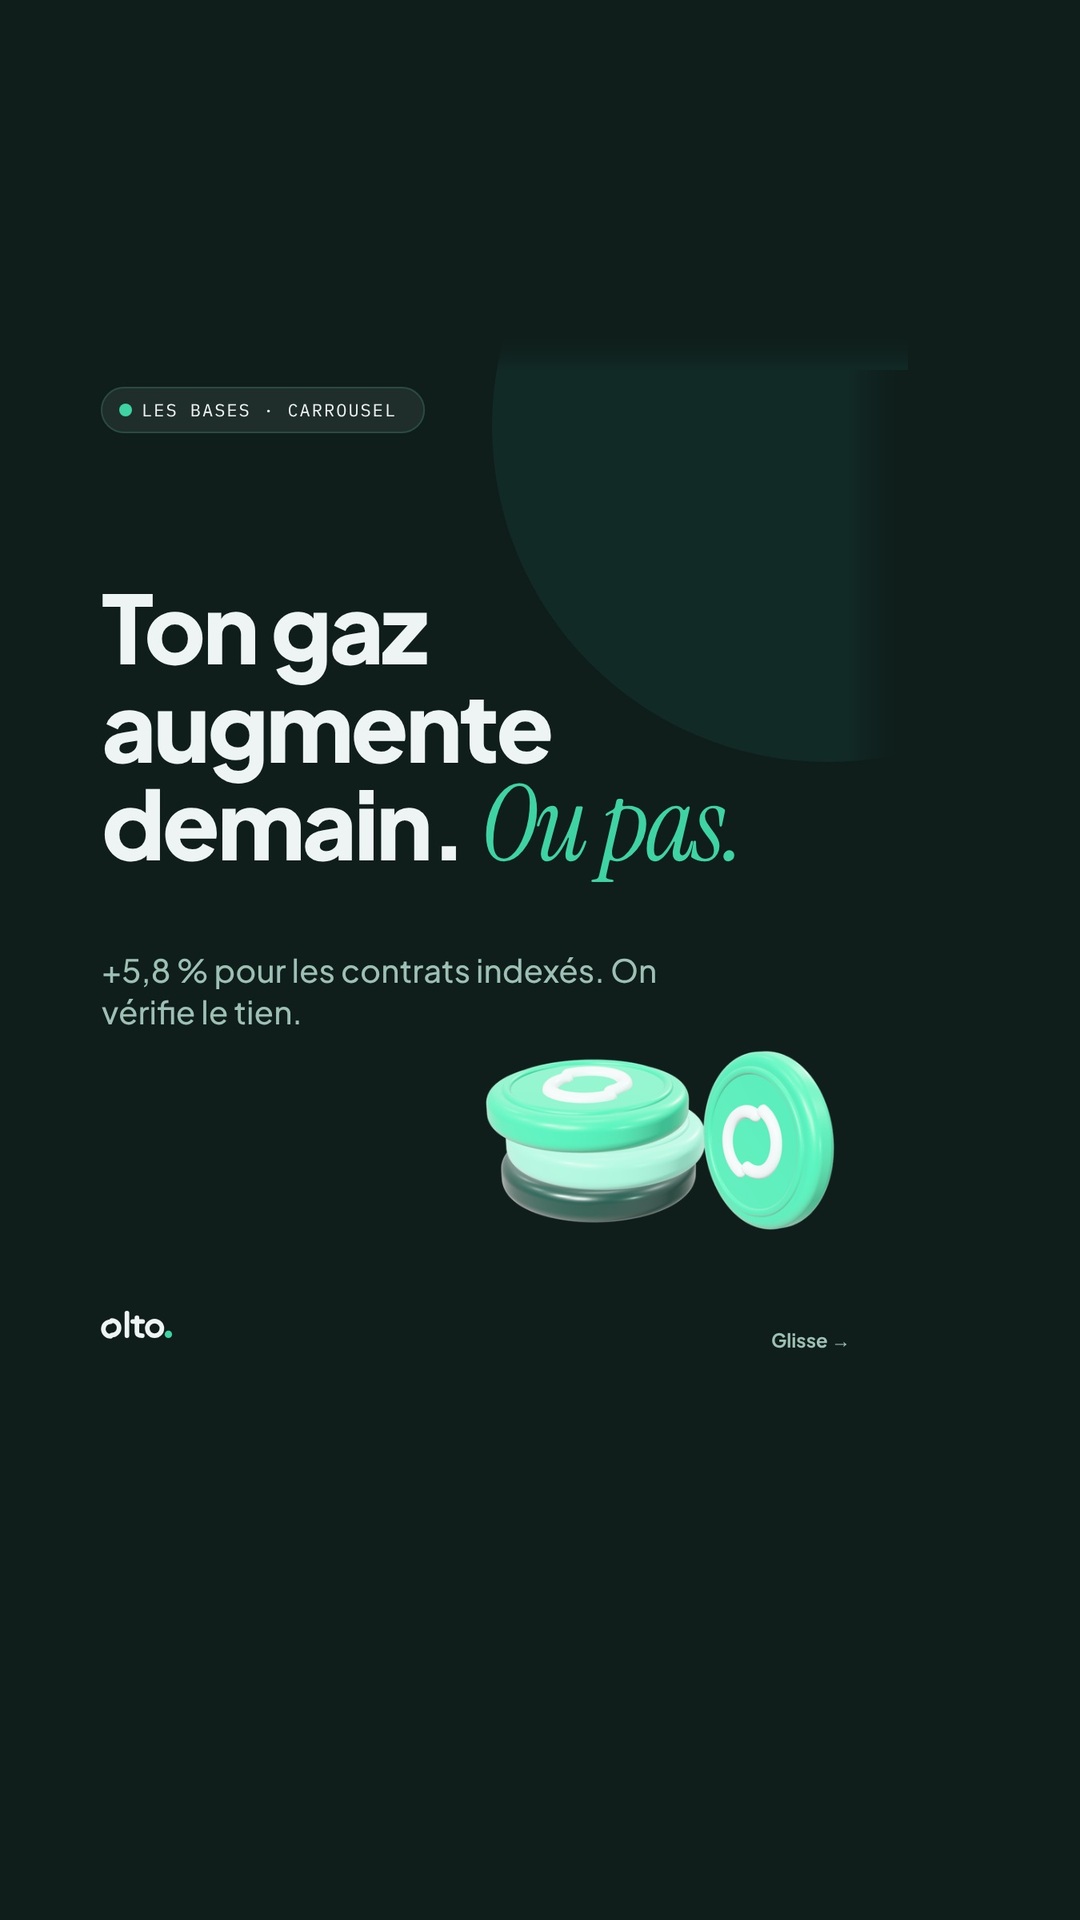 LES BASES · CARROUSEL
Ton gaz
augmente
demain. Ou pas.
+5,8 % pour les contrats indexés. On
vérifie le tien.
olto.
Glisse →